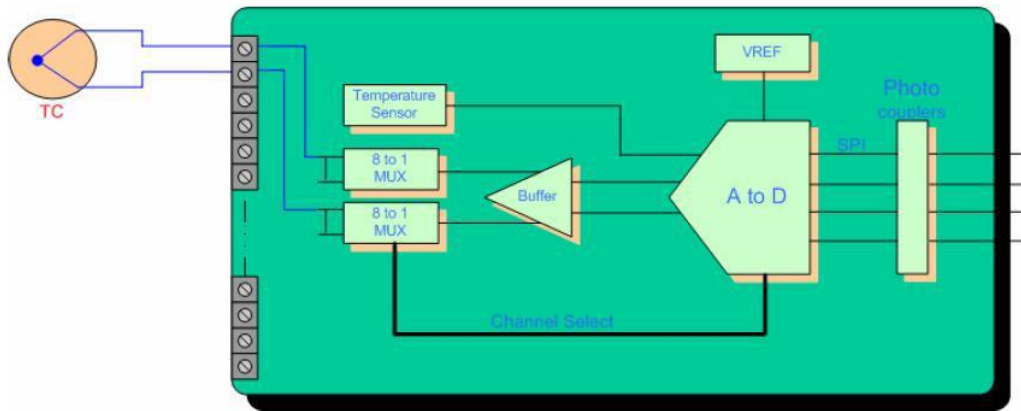 TC
VREF
Temperature
Sensor
Photo
couplers
SPI
8 to 1
MUX
Buffer
A to D
8 to 1
MUX
Channel Select